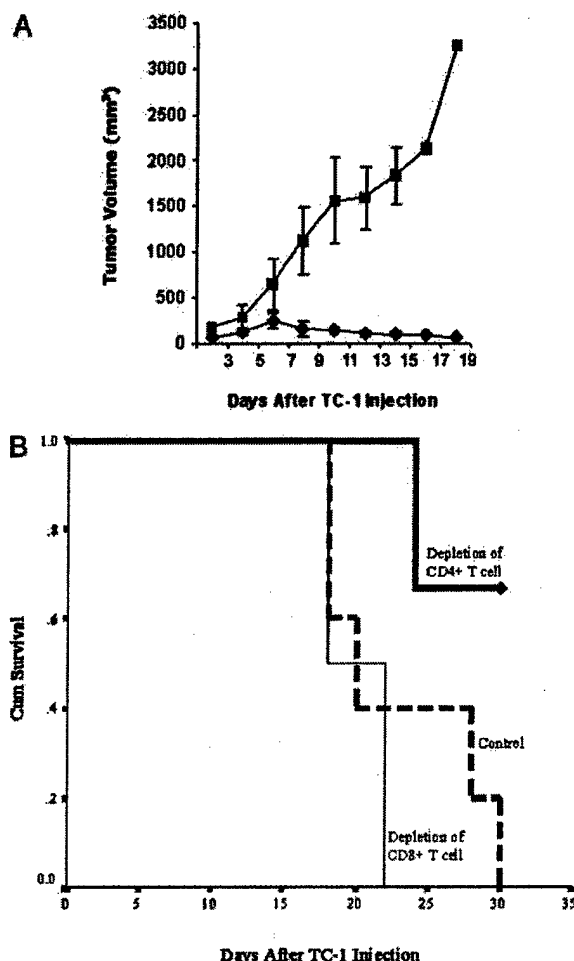 A
Tumor Volume (mm³)
3500
3000
2500
2000
1500
1000
500
0
3 5 7 9 11 13 15 17 19
Days After TC-1 Injection
B
Cum Survival
1.0
.8
.6
.4
.2
0.0
Depletion of
CD4+ T cell
Control
Depletion of
CD8+ T cell
0 5 10 15 20 25 30 35
Days After TC-1 Injection